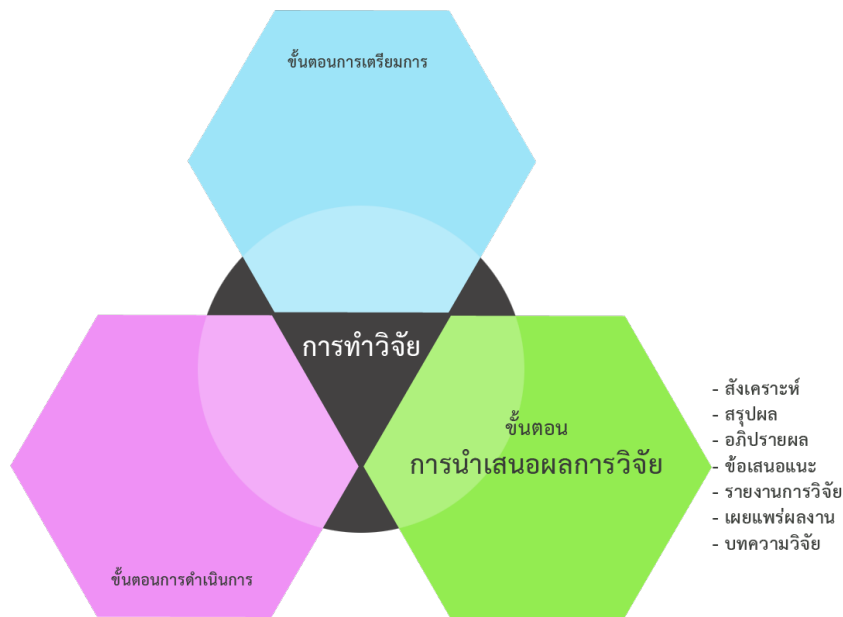 ขั้นตอนการเตรียมการ
การทำวิจัย
ขั้นตอน
การนำเสนอผลการวิจัย
- สังเคราะห์
- สรุปผล
- อภิปรายผล
- ข้อเสนอแนะ
- รายงานการวิจัย
- เผยแพร่ผลงาน
- บทความวิจัย
ขั้นตอนการดำเนินการ